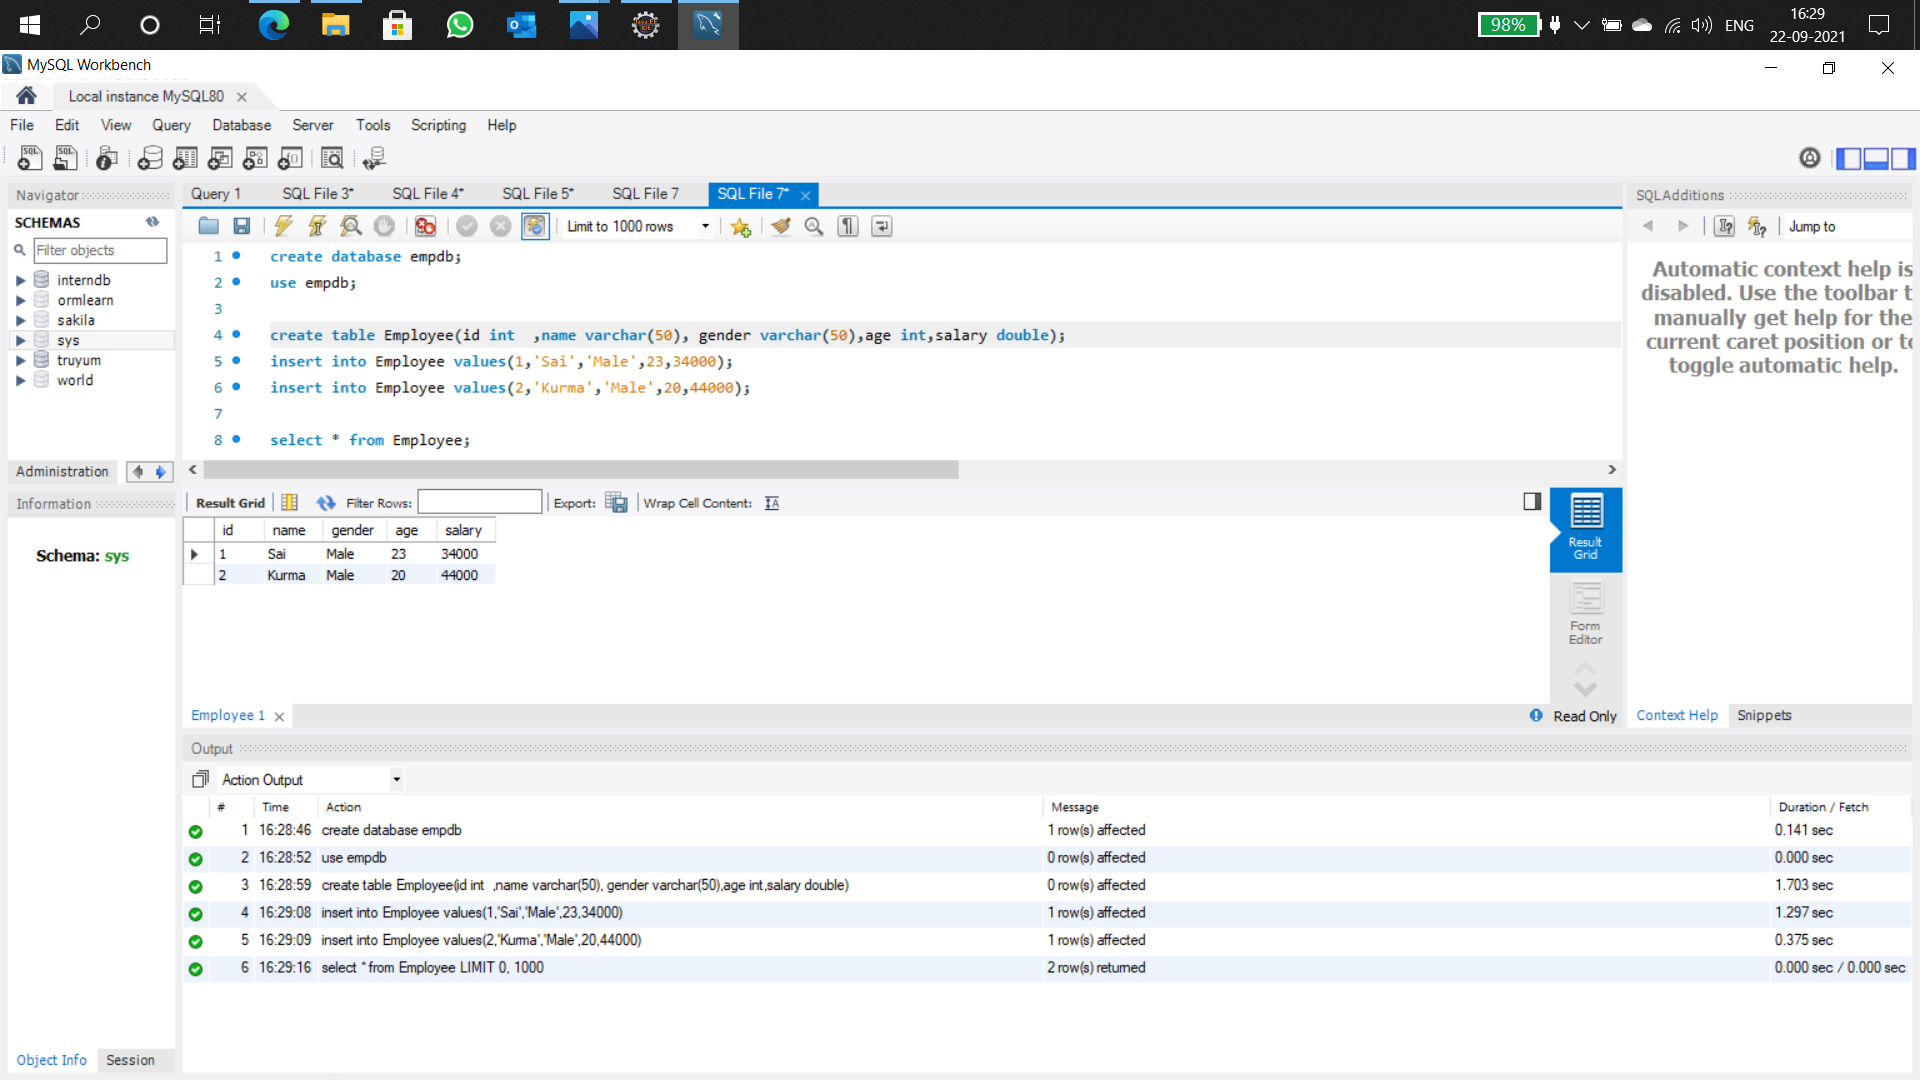 98%
ENG
16:29
22-09-2021
MySQL Workbench
Local instance MySQL80
File Edit View Query Database Server Tools Scripting Help
Navigator
SCHEMAS
Filter objects
interndb
ormlearn
sakila
sys
truyum
world
Administration
Information
Schema: sys
Object Info Session
Query 1 SQL File 3* SQL File 4* SQL File 5* SQL File 7 SQL File 7*
Limit to 1000 rows
1 create database empdb;
2 use empdb;
3
4 create table Employee(id int  ,name varchar(50), gender varchar(50),age int,salary double);
5 insert into Employee values(1,'Sai','Male',23,34000);
6 insert into Employee values(2,'Kurma','Male',20,44000);
7
8 select * from Employee;
Result Grid Filter Rows: Export: Wrap Cell Content:
id name gender age salary
1 Sai Male 23 34000
2 Kurma Male 20 44000
Result
Grid
Form
Editor
Employee 1
Read Only
SQLAdditions
Jump to
Automatic context help is
disabled. Use the toolbar t
manually get help for the
current caret position or to
toggle automatic help.
Context Help Snippets
Output
Action Output
# Time Action Message Duration / Fetch
1 16:28:46 create database empdb 1 row(s) affected 0.141 sec
2 16:28:52 use empdb 0 row(s) affected 0.000 sec
3 16:28:59 create table Employee(id int  ,name varchar(50), gender varchar(50),age int,salary double) 0 row(s) affected 1.703 sec
4 16:29:08 insert into Employee values(1,'Sai','Male',23,34000) 1 row(s) affected 1.297 sec
5 16:29:09 insert into Employee values(2,'Kurma','Male',20,44000) 1 row(s) affected 0.375 sec
6 16:29:16 select * from Employee LIMIT 0, 1000 2 row(s) returned 0.000 sec / 0.000 sec